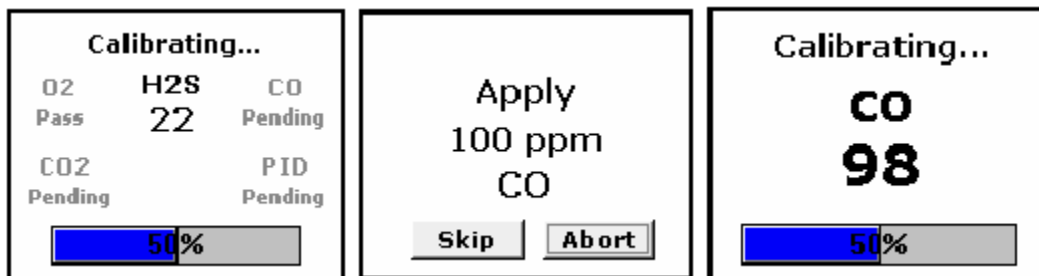 Calibrating...
O2 H2S CO
Pass 22 Pending
CO2 PID
Pending Pending
50%
Apply
100 ppm
CO
Skip Abort
Calibrating...
CO
98
50%